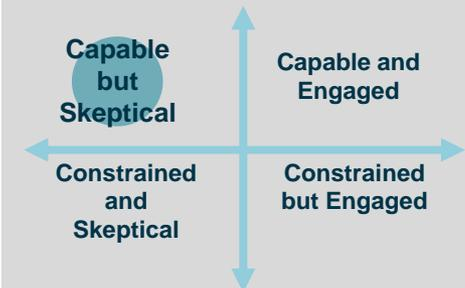 Capable
but
Skeptical
Capable and
Engaged
Constrained
and
Skeptical
Constrained
but Engaged